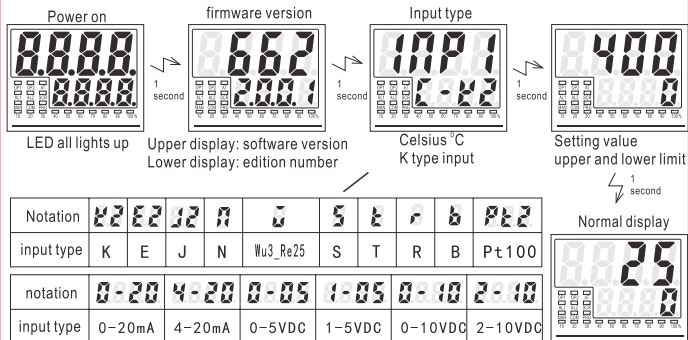 Power on
firmware version
Input type
8.8.8.8.
8.8.8.8.
1
second
662
2.0.0.1
1
second
INP1
C-K2
1
second
400
0
LED all lights up
Upper display: software version
Lower display: edition number
Celsius °C
K type input
Setting value
upper and lower limit
1
second
Normal display
25
0
Notation K2 E2 J2 N S t r b Pt2
input type K E J N Wu3_Re25 S T R B Pt100
notation 0-20 4-20 0-05 1-05 0-10 2-10
input type 0-20mA 4-20mA 0-5VDC 1-5VDC 0-10VDC 2-10VDC